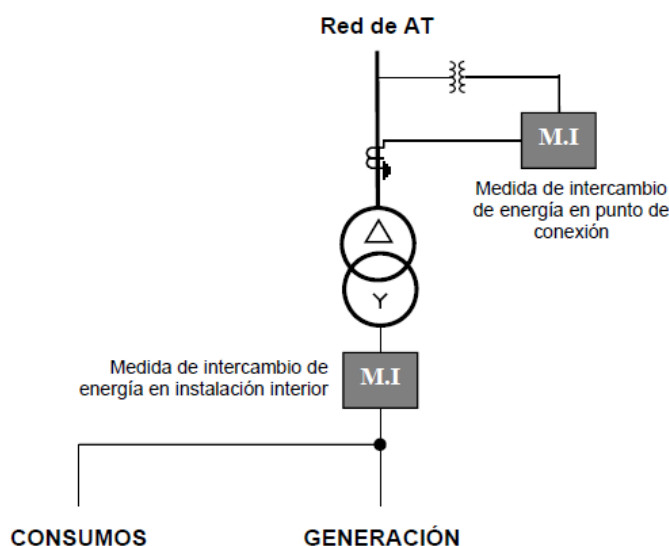 Red de AT
M.I
Medida de intercambio
de energía en punto de
conexión
Y
Medida de intercambio de
energía en instalación interior
M.I
CONSUMOS
GENERACIÓN